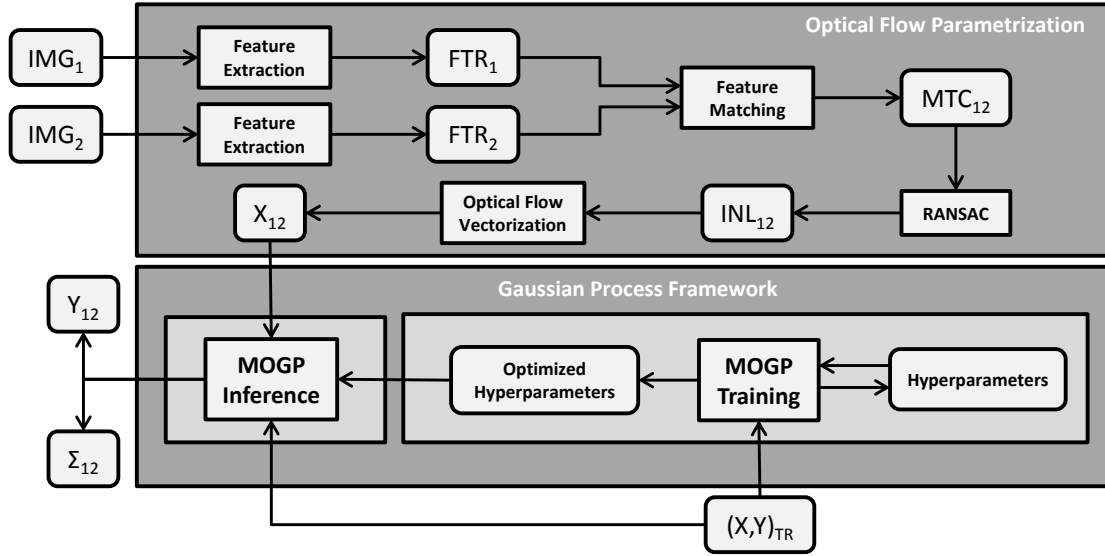 Optical Flow Parametrization
IMG₁
Feature
Extraction
FTR₁
Feature
Matching
MTC₁₂
IMG₂
Feature
Extraction
FTR₂
X₁₂
Optical Flow
Vectorization
INL₁₂
RANSAC
Gaussian Process Framework
Y₁₂
MOGP
Inference
Optimized
Hyperparameters
MOGP
Training
Hyperparameters
Σ₁₂
(X,Y)TR